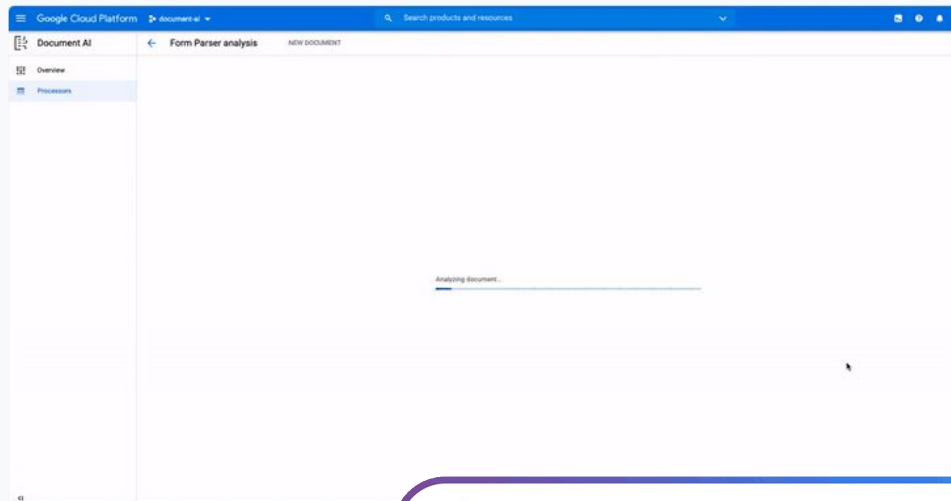 Google Cloud Platform
document-ai
Search products and resources
Document AI
Form Parser analysis
NEW DOCUMENT
Overview
Processors
Analyzing document...